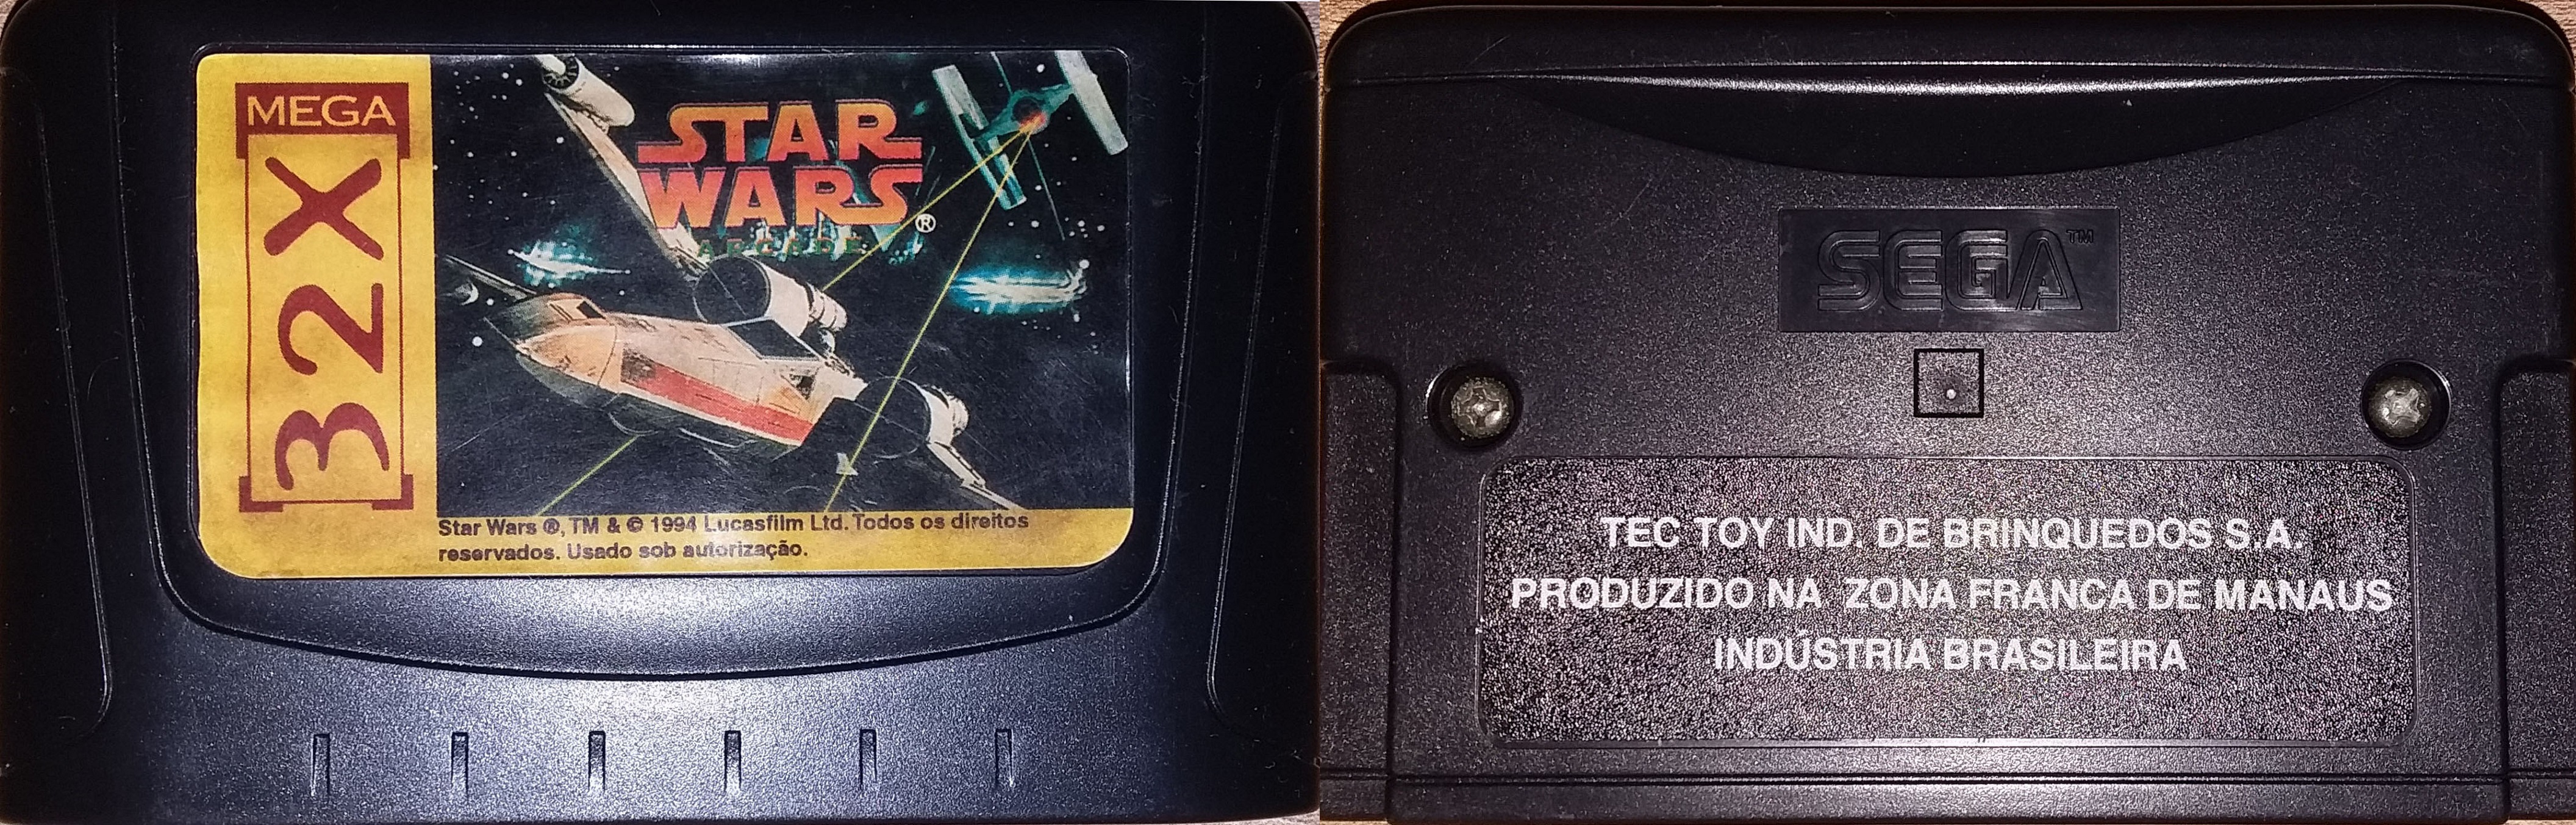 MEGA
32X
STAR
WARS®
ARCADE
Star Wars ®, TM & © 1994 Lucasfilm Ltd. Todos os direitos
reservados. Usado sob autorização.
SEGA™
TEC TOY IND. DE BRINQUEDOS S.A.
PRODUZIDO NA ZONA FRANCA DE MANAUS
INDÚSTRIA BRASILEIRA